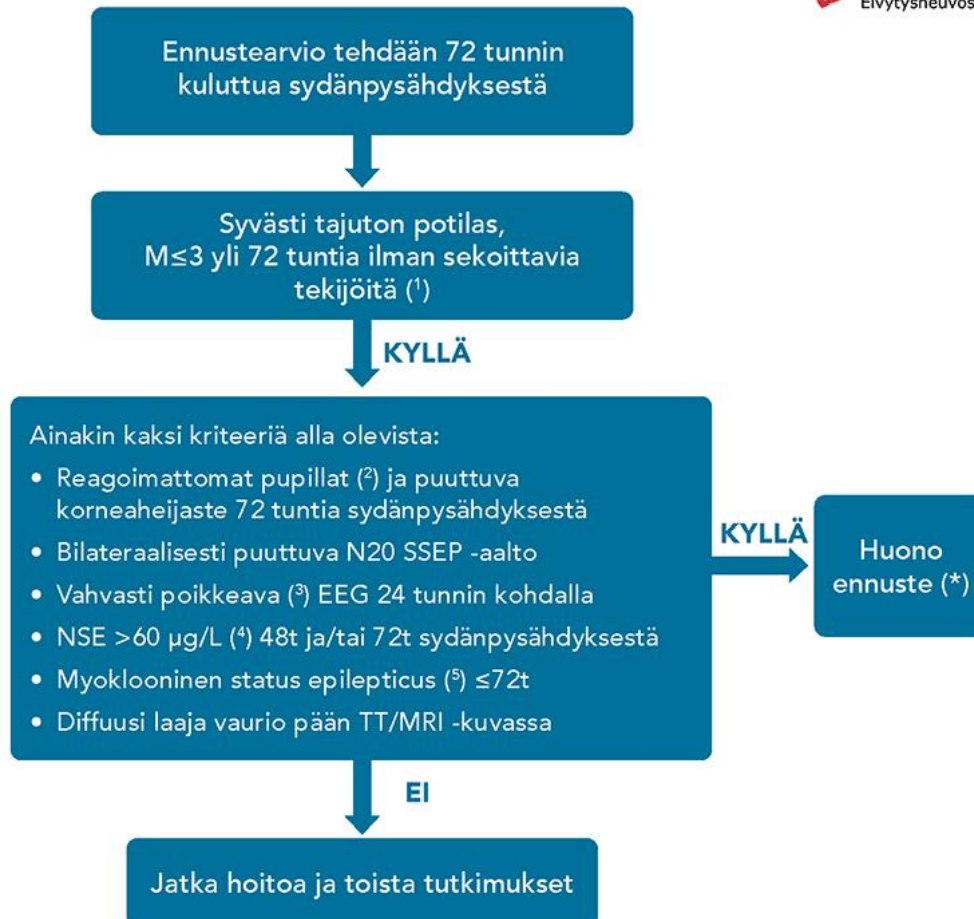 Elvytysneuvos
Ennustearvio tehdään 72 tunnin
kuluttua sydänpysähdyksestä
Syvästi tajuton potilas,
M≤3 yli 72 tuntia ilman sekoittavia
tekijöitä (¹)
KYLLÄ
Ainakin kaksi kriteeriä alla olevista:
• Reagoimattomat pupillat (²) ja puuttuva
korneaheijaste 72 tuntia sydänpysähdyksestä
• Bilateraalisesti puuttuva N20 SSEP -aalto
• Vahvasti poikkeava (³) EEG 24 tunnin kohdalla
• NSE >60 µg/L (⁴) 48t ja/tai 72t sydänpysähdyksestä
• Myoklooninen status epilepticus (⁵) ≤72t
• Diffuusi laaja vaurio pään TT/MRI -kuvassa
KYLLÄ
Huono
ennuste (*)
EI
Jatka hoitoa ja toista tutkimukset